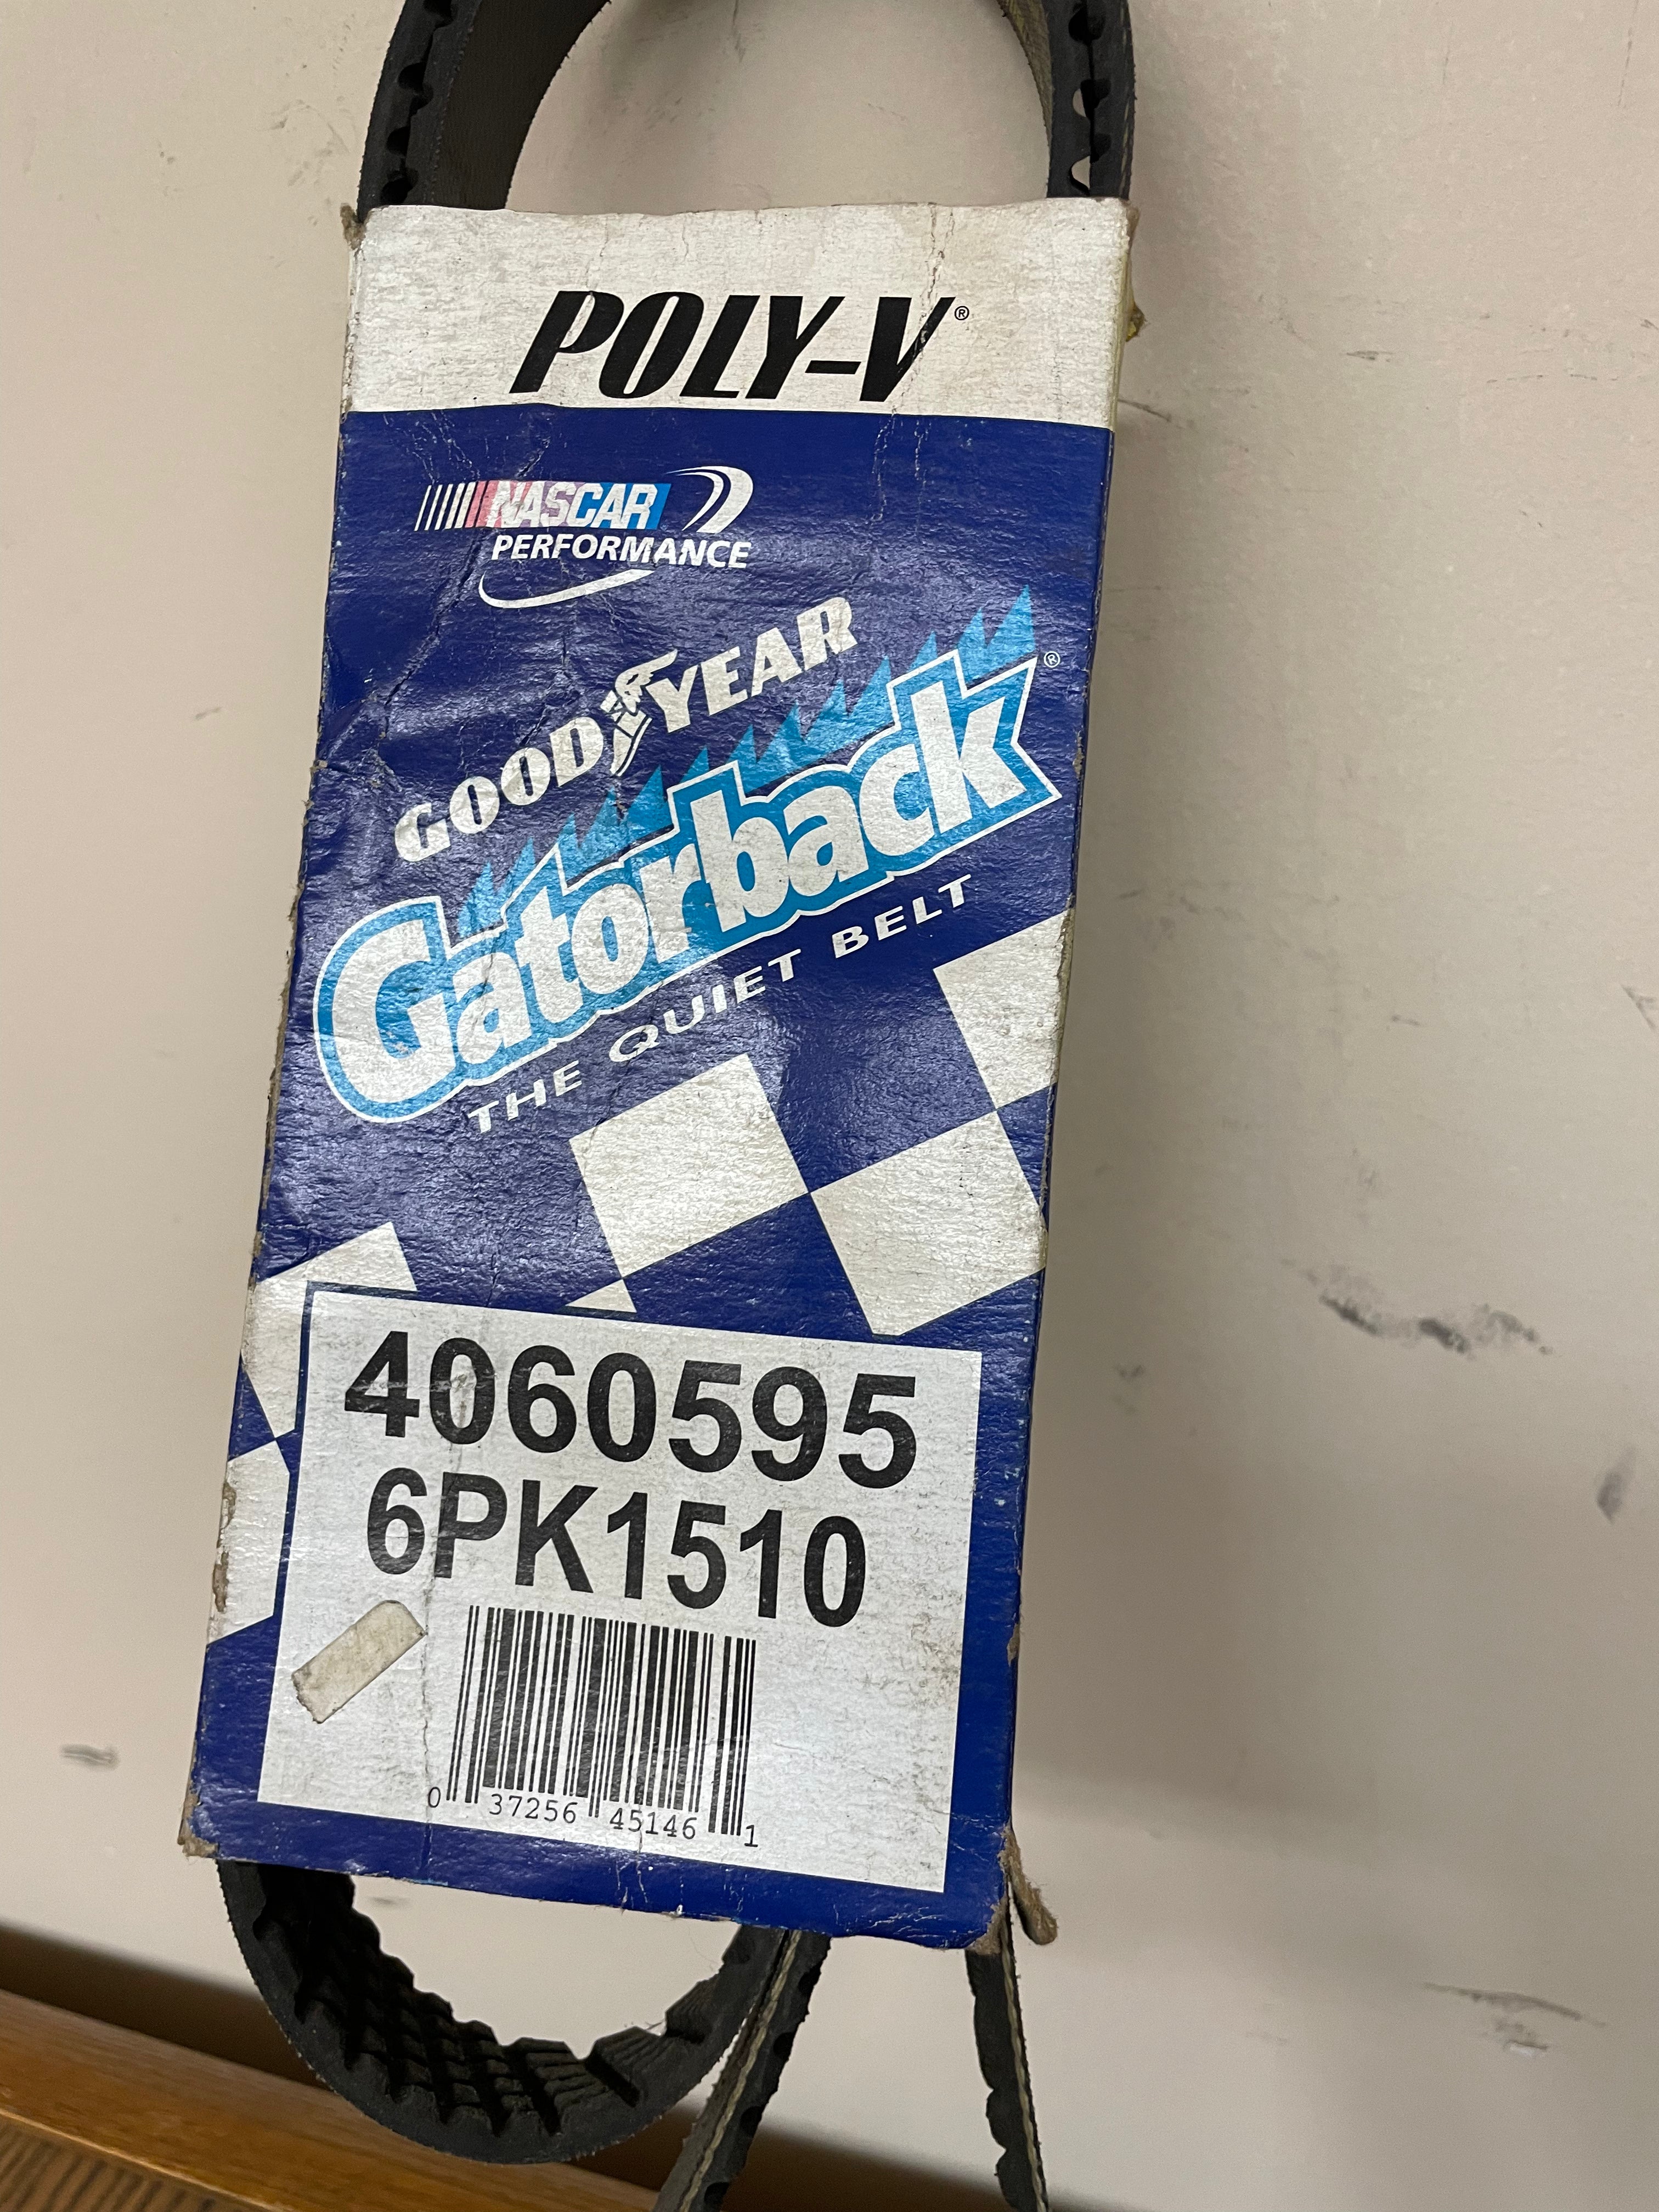 POLY-V®
NASCAR
PERFORMANCE
GOODYEAR
Gatorback®
THE QUIET BELT
4060595
6PK1510
0 37256 45146 1